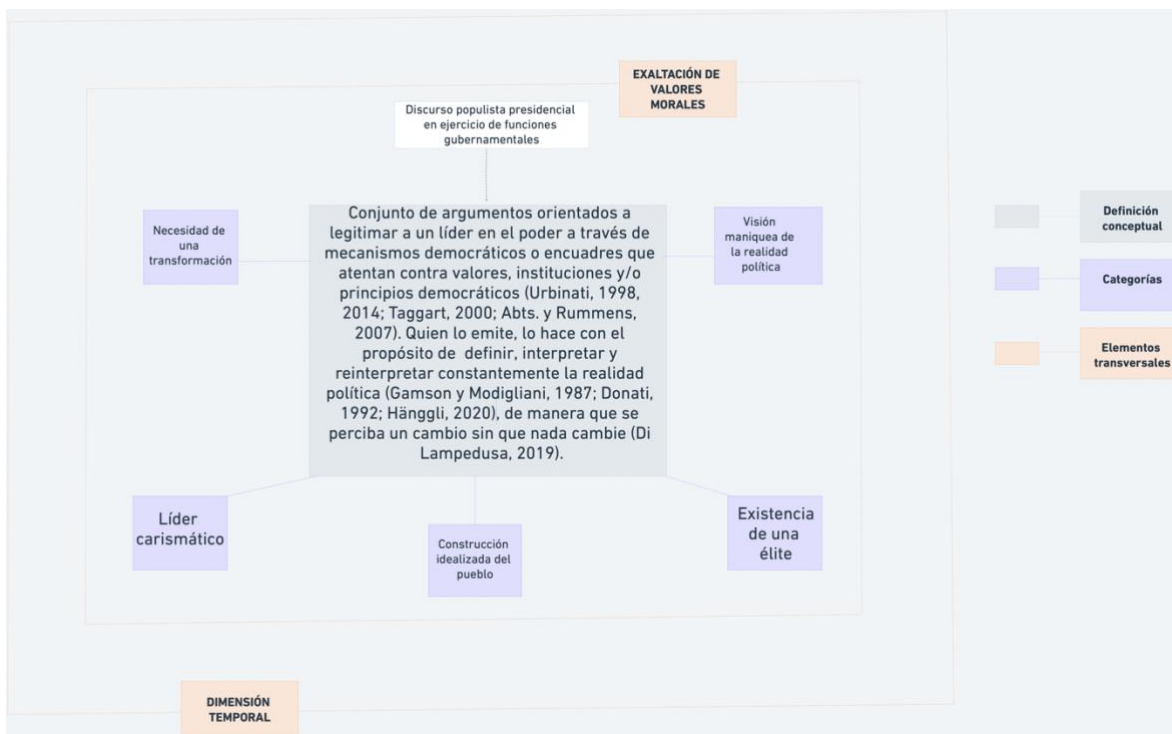 EXALTACIÓN DE
VALORES
MORALES
Discurso populista presidencial
en ejercicio de funciones
gubernamentales
Necesidad de
una
transformación
Conjunto de argumentos orientados a
legitimar a un líder en el poder a través de
mecanismos democráticos o encuadres que
atentan contra valores, instituciones y/o
principios democráticos (Urbinati, 1998,
2014; Taggart, 2000; Abts. y Rummens,
2007). Quien lo emite, lo hace con el
propósito de definir, interpretar y
reinterpretar constantemente la realidad
política (Gamson y Modigliani, 1987; Donati,
1992; Hänggli, 2020), de manera que se
perciba un cambio sin que nada cambie (Di
Lampedusa, 2019).
Visión
maniquea de
la realidad
política
Líder
carismático
Construcción
idealizada del
pueblo
Existencia
de una
élite
DIMENSIÓN
TEMPORAL
Definición
conceptual
Categorías
Elementos
transversales